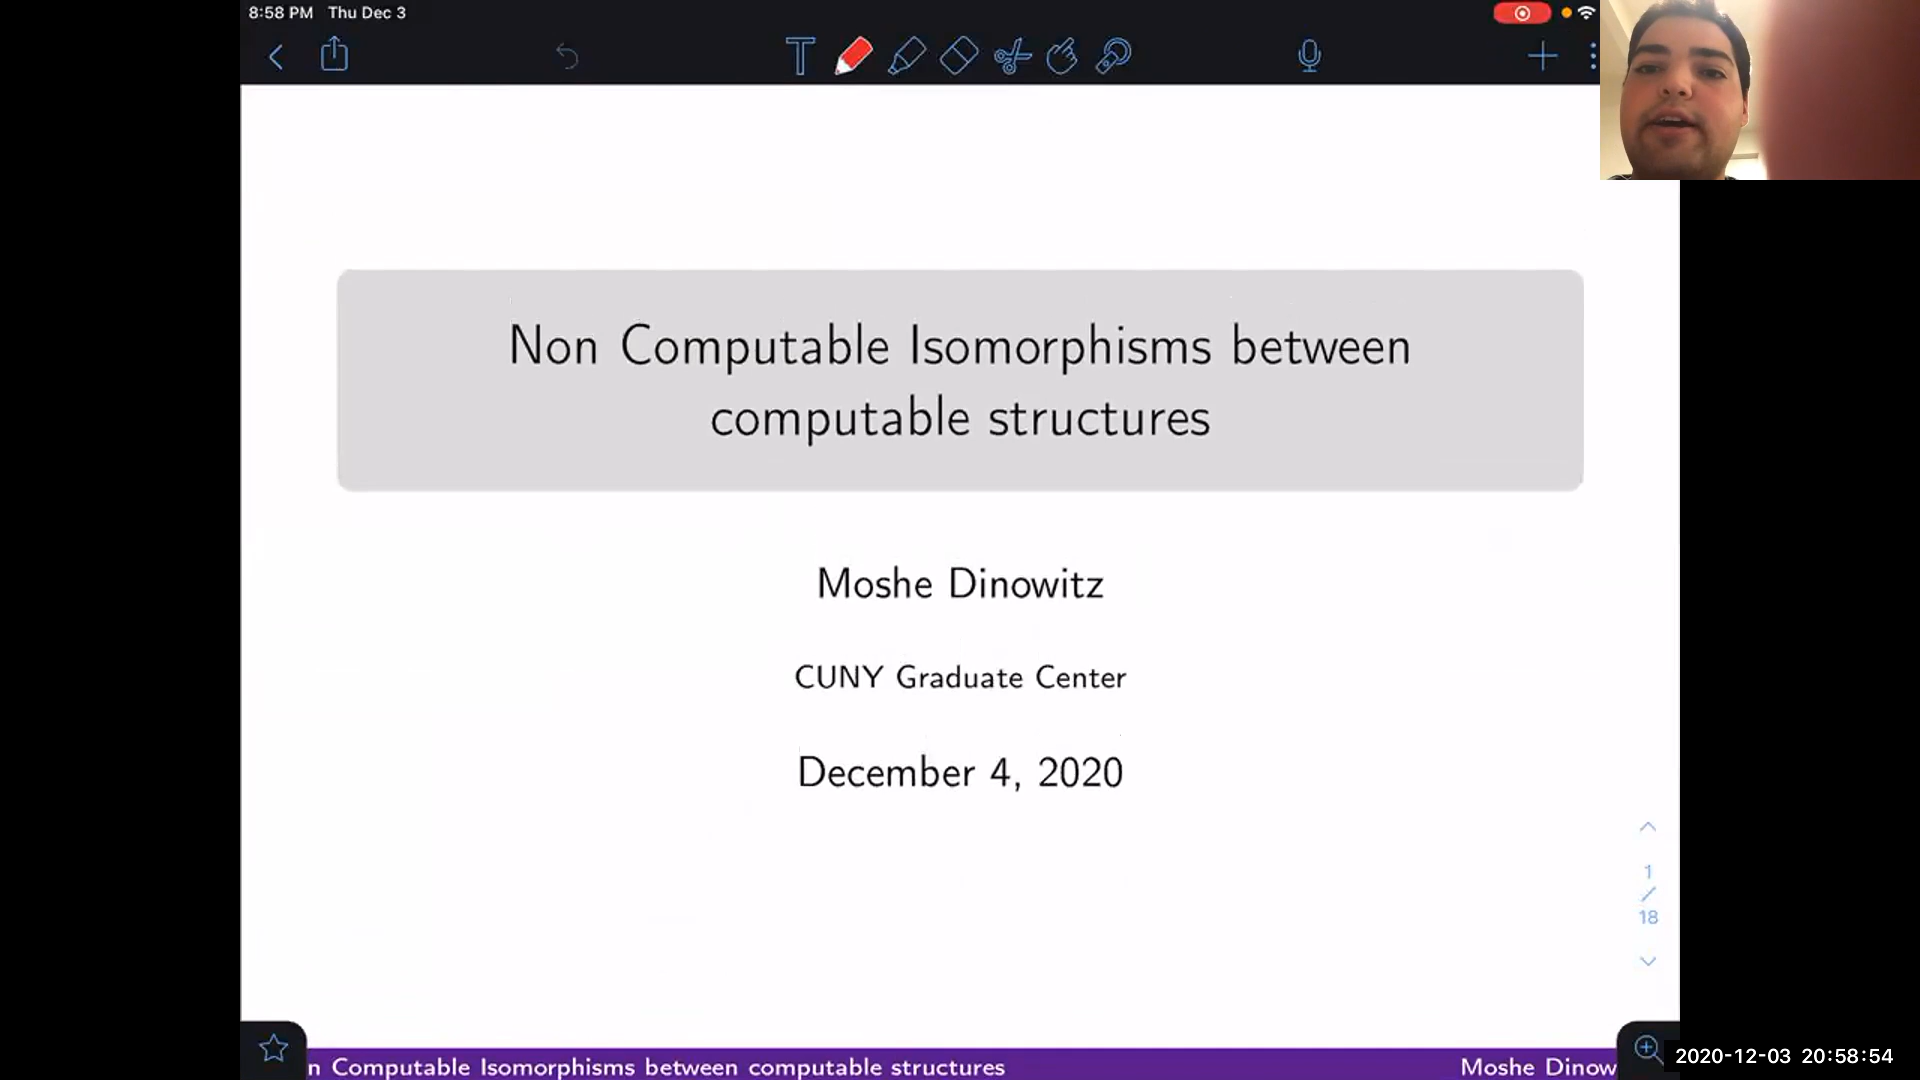 8:58 PM Thu Dec 3
Non Computable Isomorphisms between
computable structures
Moshe Dinowitz
CUNY Graduate Center
December 4, 2020
1
/
18
n Computable Isomorphisms between computable structures
Moshe Dinow
2020-12-03 20:58:54